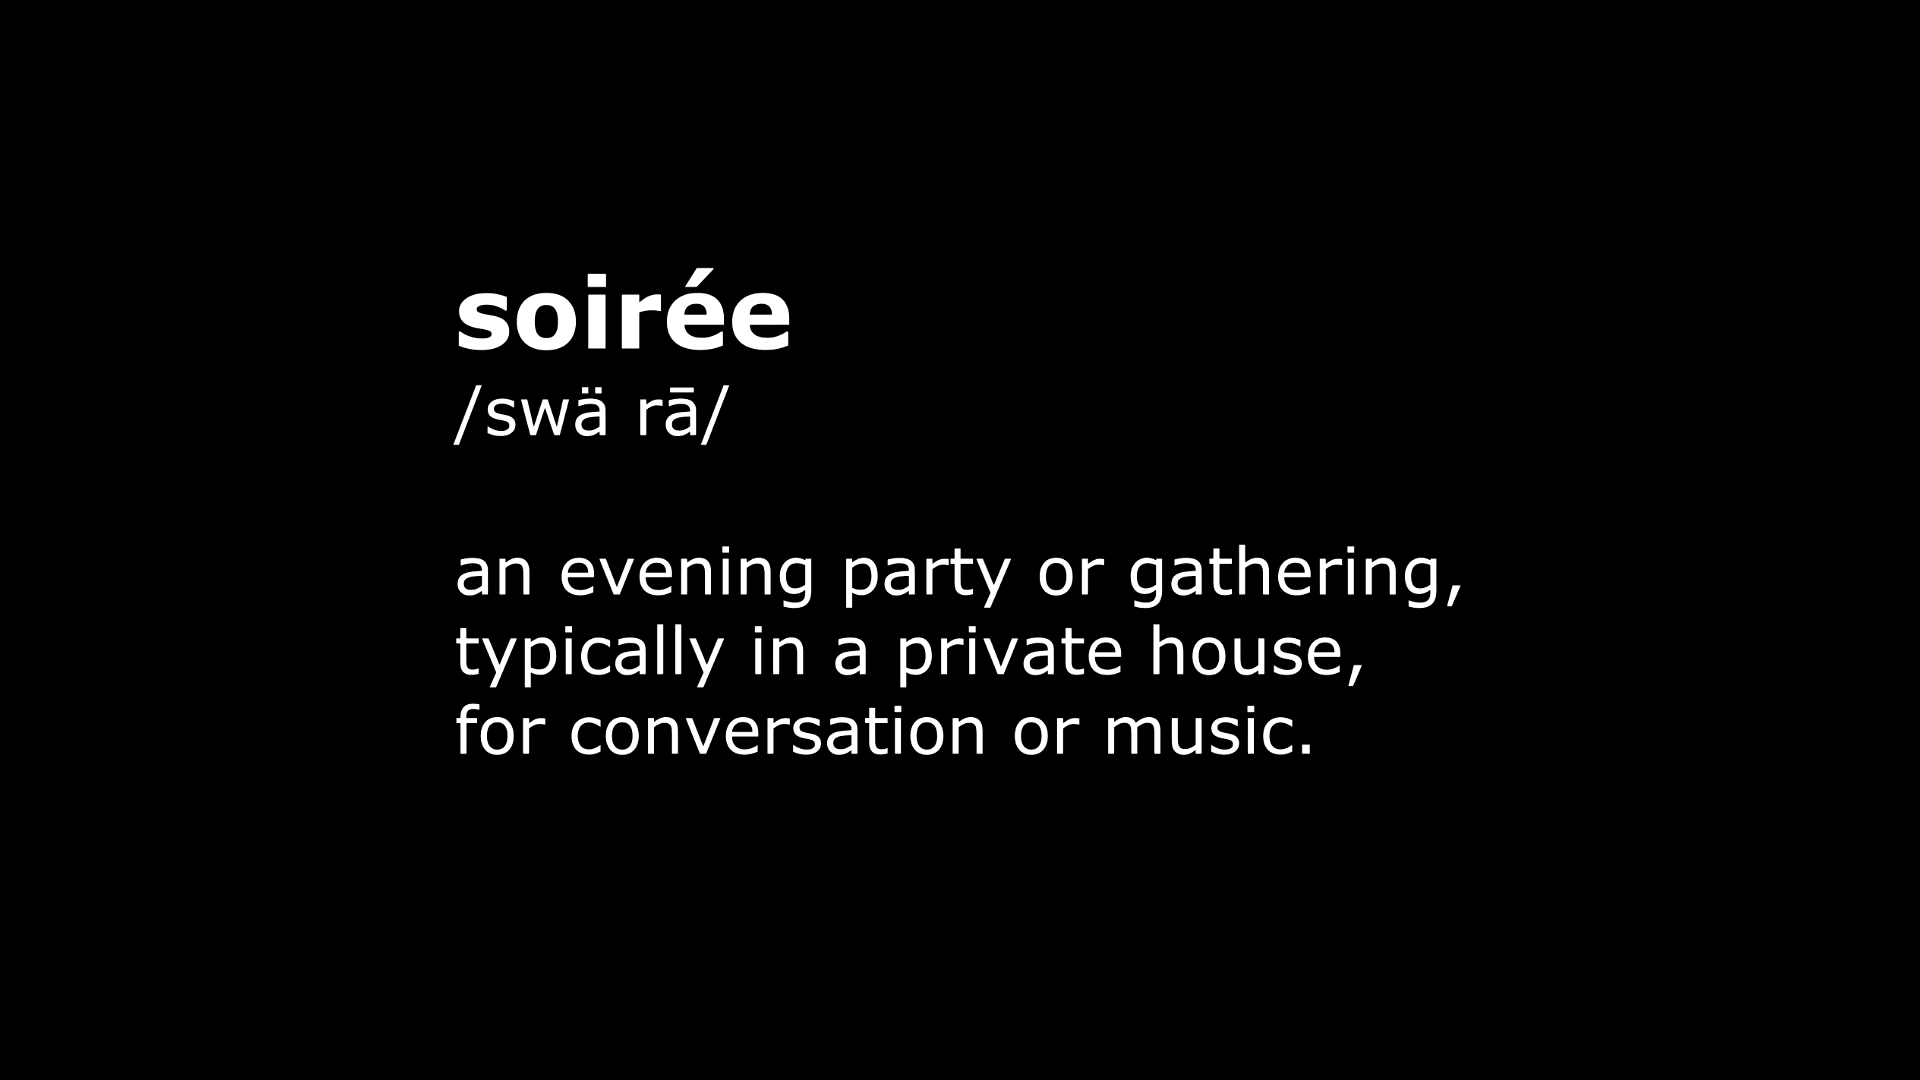 soirée
/swä rā/
an evening party or gathering,
typically in a private house,
for conversation or music.